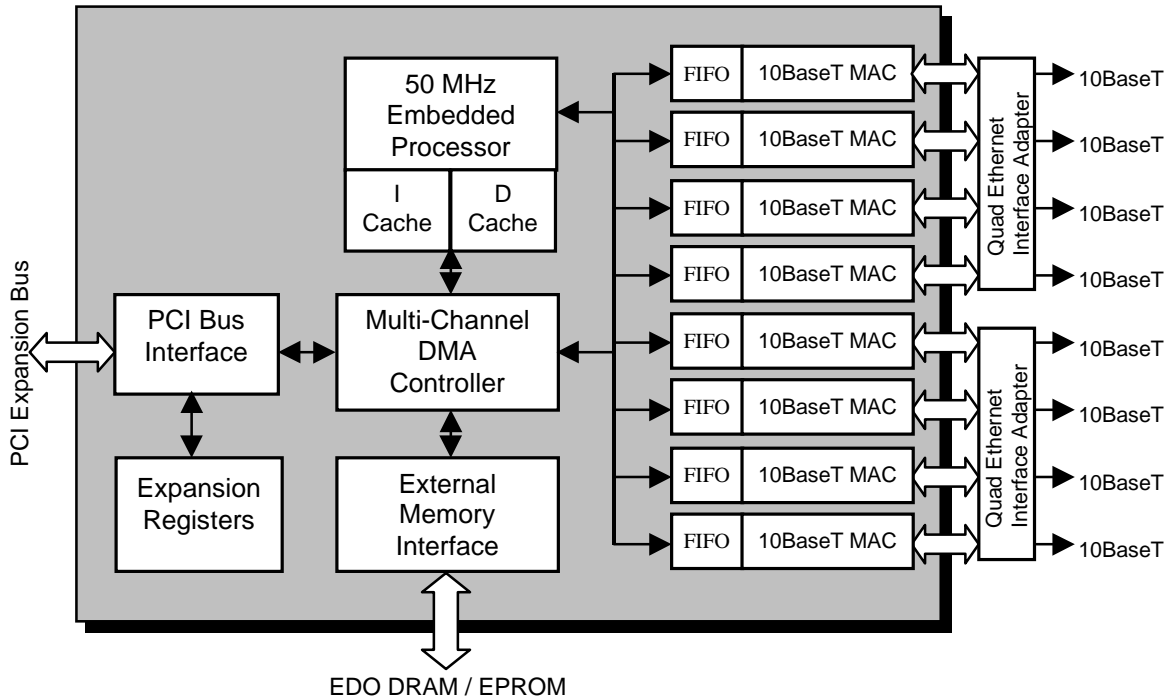 50 MHz
Embedded
Processor
I
Cache
D
Cache
PCI Expansion Bus
PCI Bus
Interface
Multi-Channel
DMA
Controller
Expansion
Registers
External
Memory
Interface
EDO DRAM / EPROM
FIFO 10BaseT MAC
FIFO 10BaseT MAC
FIFO 10BaseT MAC
FIFO 10BaseT MAC
FIFO 10BaseT MAC
FIFO 10BaseT MAC
FIFO 10BaseT MAC
FIFO 10BaseT MAC
Quad Ethernet
Interface Adapter
Quad Ethernet
Interface Adapter
10BaseT
10BaseT
10BaseT
10BaseT
10BaseT
10BaseT
10BaseT
10BaseT